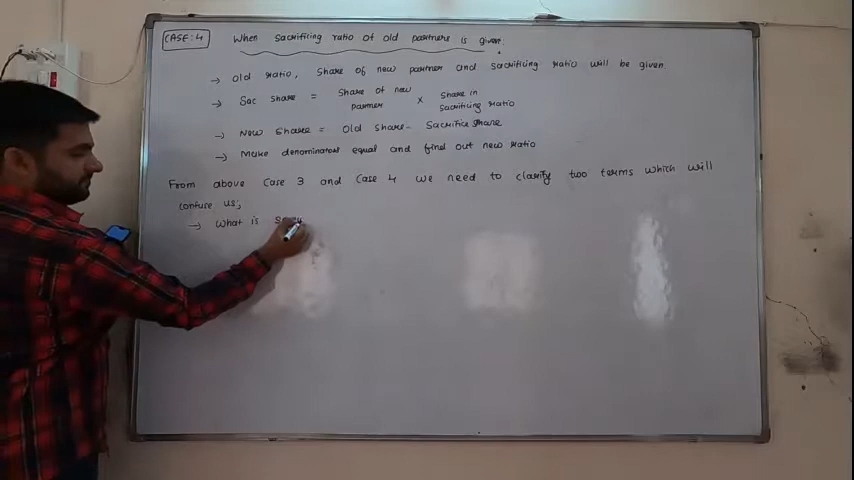 CASE: 4 When sacrificing ratio of old partners is given.
→ Old ratio, share of new partner and sacrificing ratio will be given
→ Sac share = Share of new partner × Share in sacrificing ratio
→ New share = Old share - Sacrifice share
→ Make denominator equal and find out new ratio
From above Case 3 and Case 4 we need to clarify two terms which will
confuse us;
→ What is